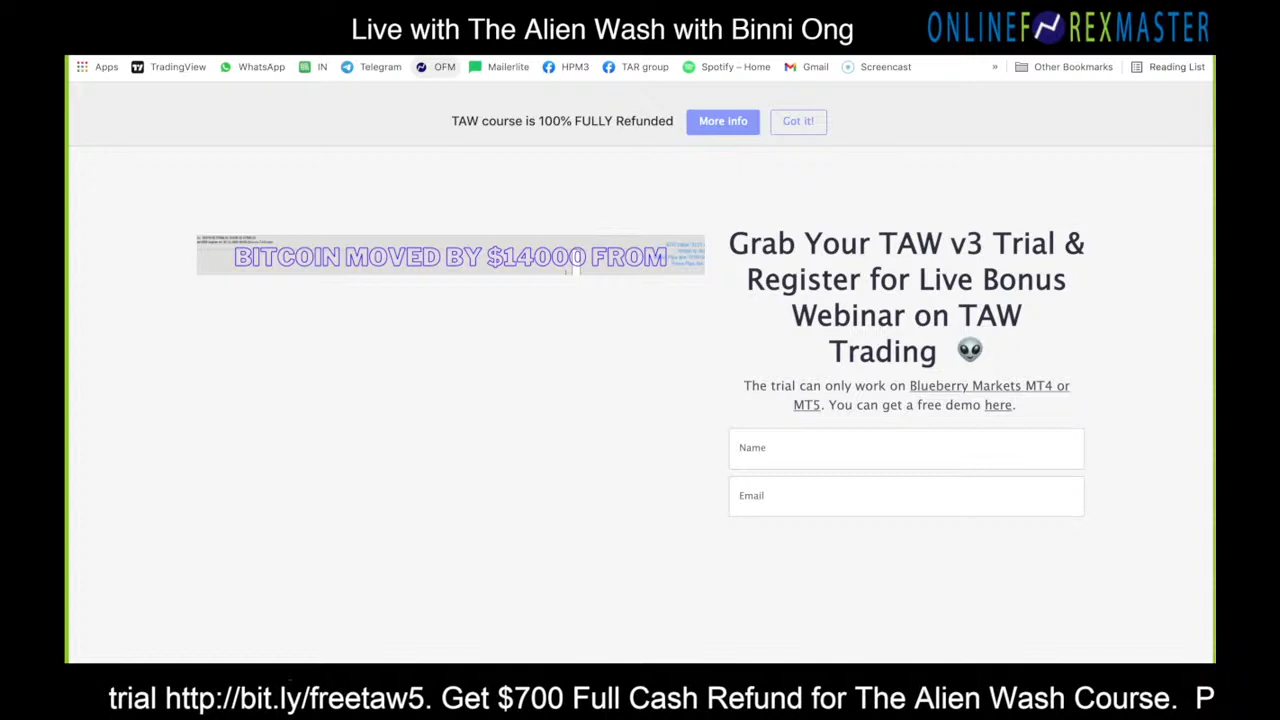 Live with The Alien Wash with Binni Ong
ONLINEFOREXMASTER
Apps TradingView WhatsApp IN Telegram OFM Mailerlite HPM3 TAR group Spotify – Home Gmail Screencast » Other Bookmarks Reading List
TAW course is 100% FULLY Refunded More info Got it!
BITCOIN MOVED BY $14000 FROM
Grab Your TAW v3 Trial &
Register for Live Bonus
Webinar on TAW
Trading 👽
The trial can only work on Blueberry Markets MT4 or
MT5. You can get a free demo here.
Name
Email
trial http://bit.ly/freetaw5. Get $700 Full Cash Refund for The Alien Wash Course. P